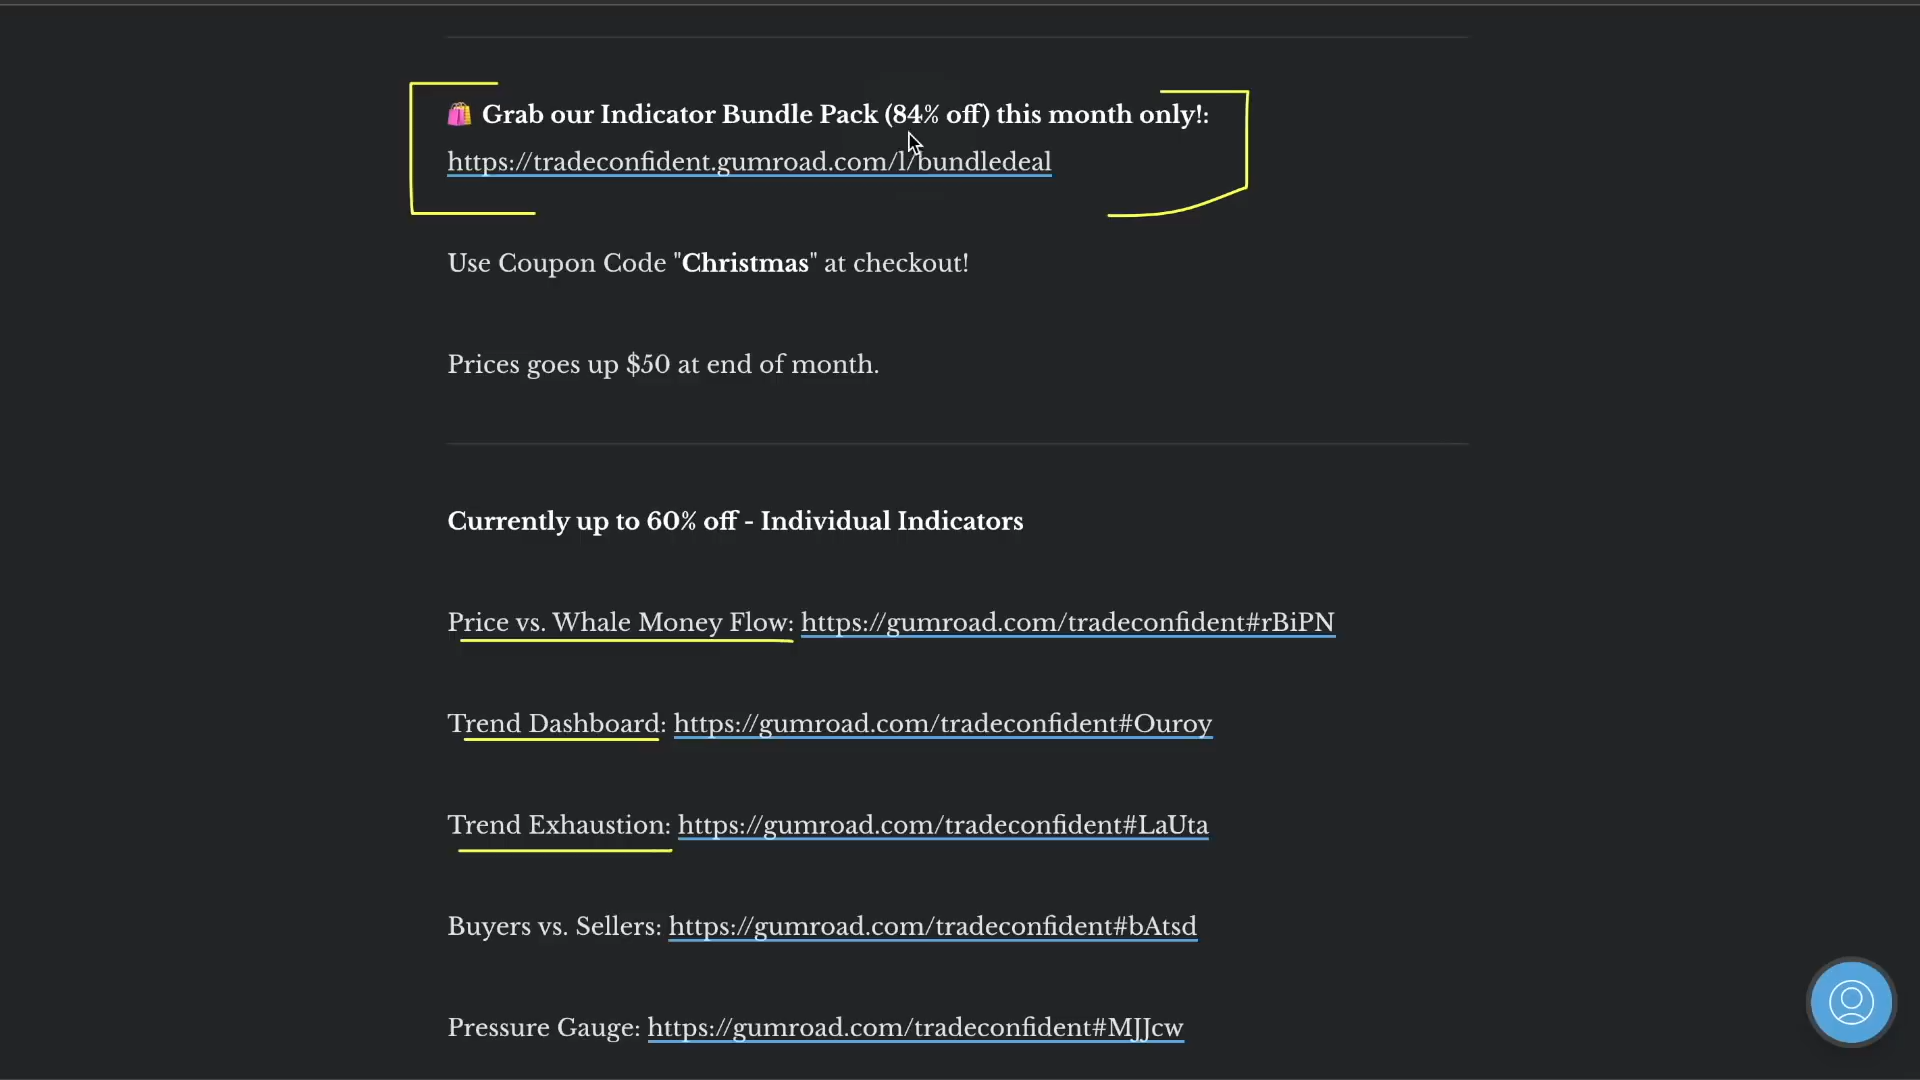 🛍️ Grab our Indicator Bundle Pack (84% off) this month only!:
https://tradeconfident.gumroad.com/l/bundledeal
Use Coupon Code "Christmas" at checkout!
Prices goes up $50 at end of month.
Currently up to 60% off - Individual Indicators
Price vs. Whale Money Flow: https://gumroad.com/tradeconfident#rBiPN
Trend Dashboard: https://gumroad.com/tradeconfident#Ouroy
Trend Exhaustion: https://gumroad.com/tradeconfident#LaUta
Buyers vs. Sellers: https://gumroad.com/tradeconfident#bAtsd
Pressure Gauge: https://gumroad.com/tradeconfident#MJJcw